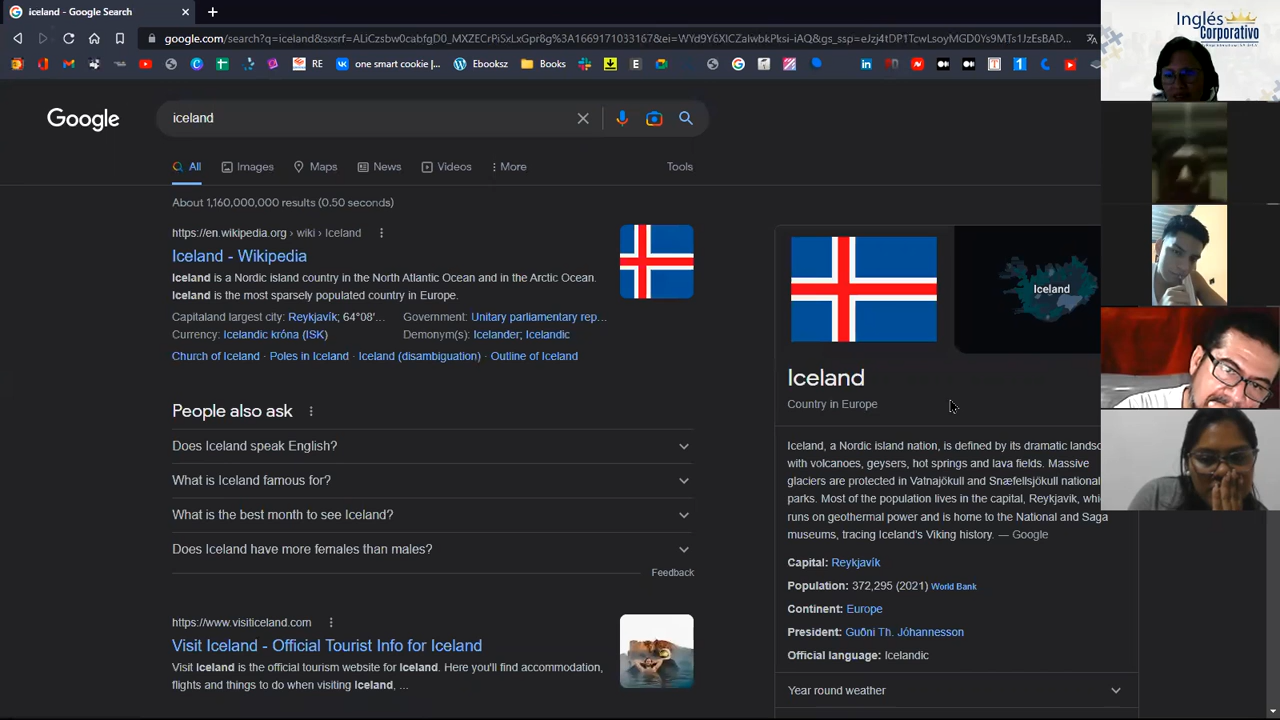 iceland - Google Search
google.com/search?q=iceland&sxsrf=
RE
one smart cookie |...
Ebooks
Books
Inglés
Corporativo
Google
iceland
All
Images
Maps
News
Videos
More
Tools
About 1,160,000,000 results (0.50 seconds)
https://en.wikipedia.org › wiki › Iceland
Iceland - Wikipedia
Iceland is a Nordic island country in the North Atlantic Ocean and in the Arctic Ocean.
Iceland is the most sparsely populated country in Europe.
Capitaland largest city: Reykjavík; 64°08'...
Government: Unitary parliamentary rep...
Currency: Icelandic króna (ISK)
Demonym(s): Icelander; Icelandic
Church of Iceland · Poles in Iceland · Iceland (disambiguation) · Outline of Iceland
People also ask
Does Iceland speak English?
What is Iceland famous for?
What is the best month to see Iceland?
Does Iceland have more females than males?
Feedback
https://www.visiticeland.com
Visit Iceland - Official Tourist Info for Iceland
Visit Iceland is the official tourism website for Iceland. Here you'll find accommodation,
flights and things to do when visiting Iceland, ...
Iceland
Iceland
Country in Europe
Iceland, a Nordic island nation, is defined by its dramatic landsc
with volcanoes, geysers, hot springs and lava fields. Massive
glaciers are protected in Vatnajökull and Snæfellsjökull national
parks. Most of the population lives in the capital, Reykjavik, whi
runs on geothermal power and is home to the National and Saga
museums, tracing Iceland's Viking history. — Google
Capital: Reykjavík
Population: 372,295 (2021) World Bank
Continent: Europe
President: Guðni Th. Jóhannesson
Official language: Icelandic
Year round weather